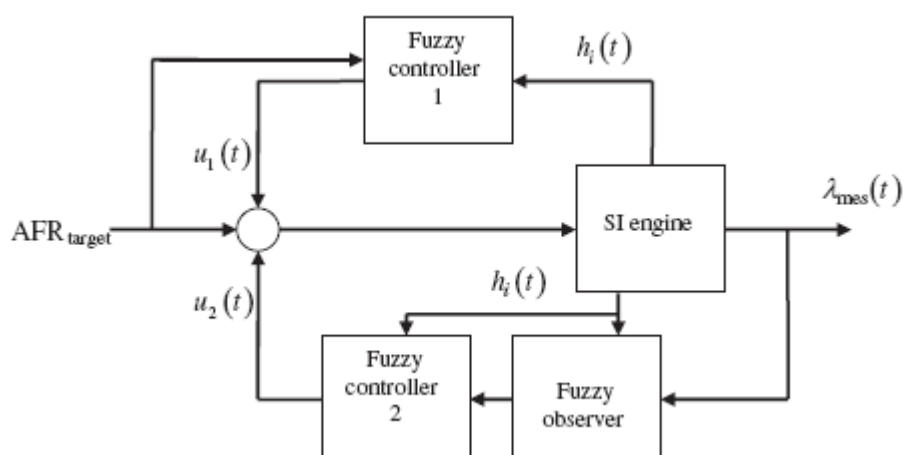 Fuzzy
controller
1
h_i(t)
u_1(t)
λ_mes(t)
AFR_target
SI engine
u_2(t)
h_i(t)
Fuzzy
controller
2
Fuzzy
observer